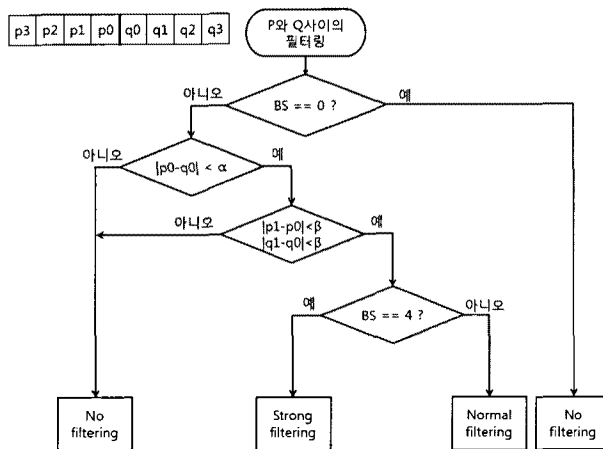 p3 p2 p1 p0 q0 q1 q2 q3
P와 Q사이의
필터링
아니오
BS == 0 ?
예
아니오
|p0-q0| < α
예
아니오
|p1-p0|<β
|q1-q0|<β
예
예
BS == 4 ?
아니오
No
filtering
Strong
filtering
Normal
filtering
No
filtering